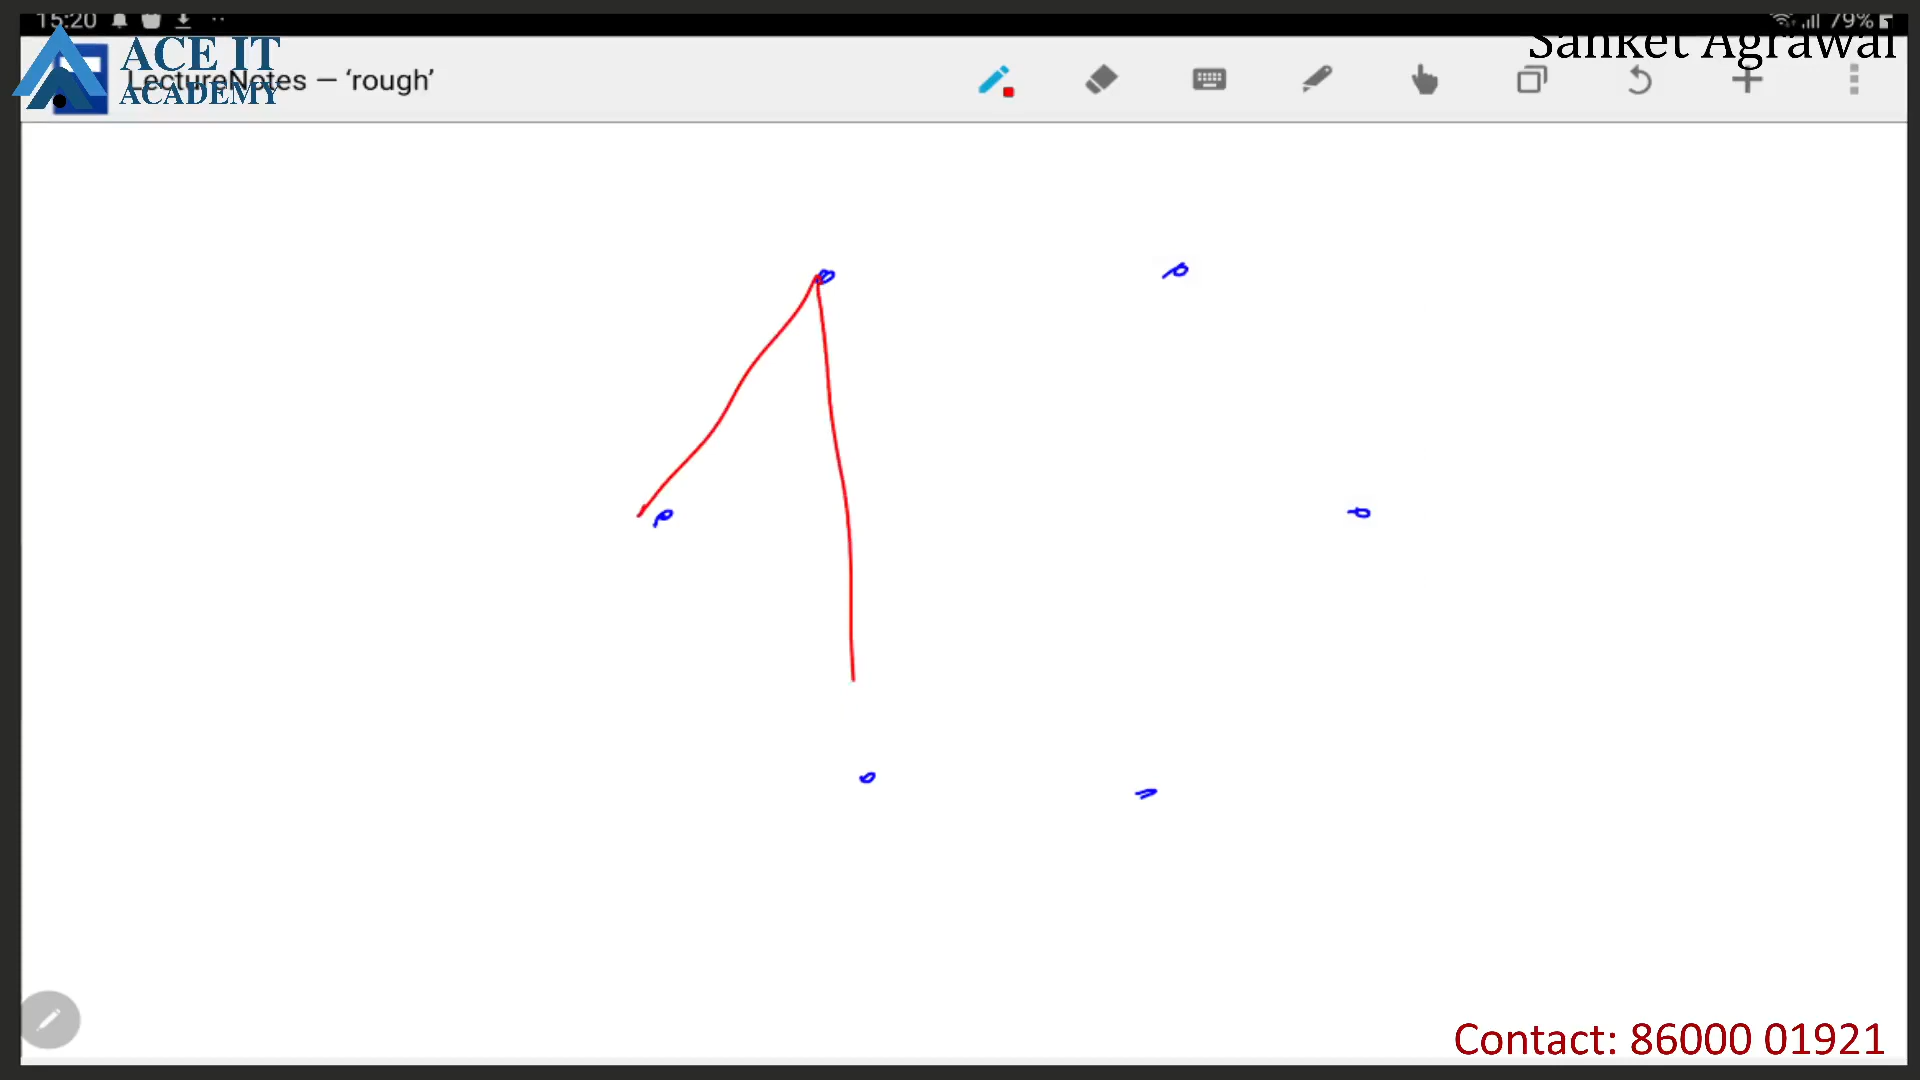 15:20
79%
ACE IT
ACADEMY
LectureNotes — ‘rough’
Sanket Agrawal
Contact: 86000 01921